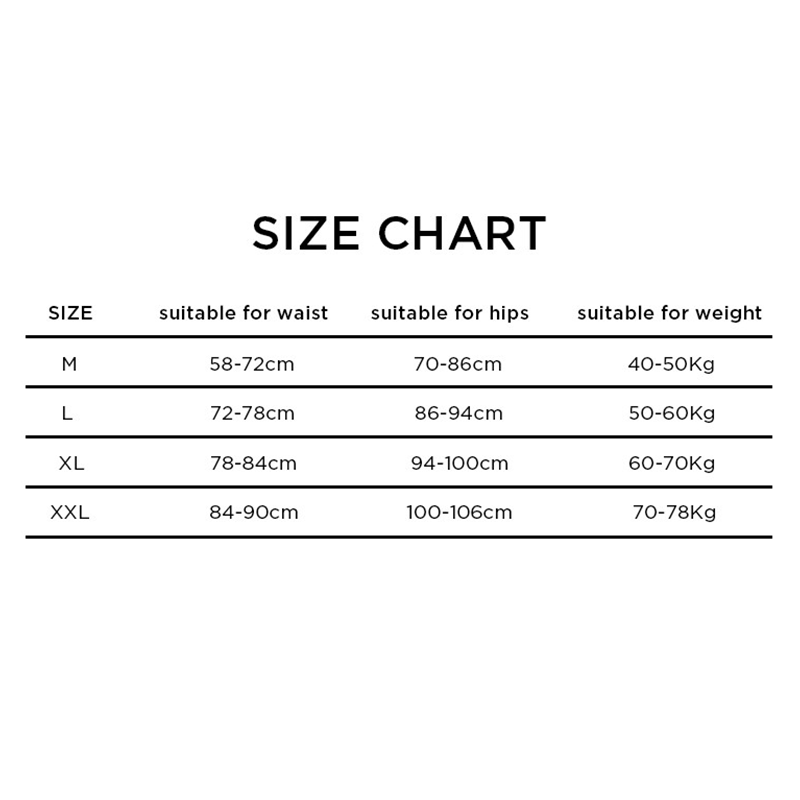 SIZE CHART
SIZE suitable for waist suitable for hips suitable for weight
M 58-72cm 70-86cm 40-50Kg
L 72-78cm 86-94cm 50-60Kg
XL 78-84cm 94-100cm 60-70Kg
XXL 84-90cm 100-106cm 70-78Kg